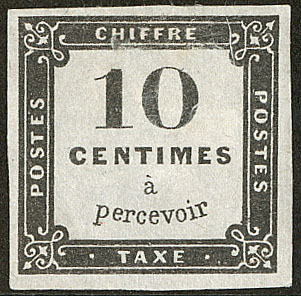 CHIFFRE
POSTES
10
CENTIMES
à
percevoir
POSTES
· TAXE ·